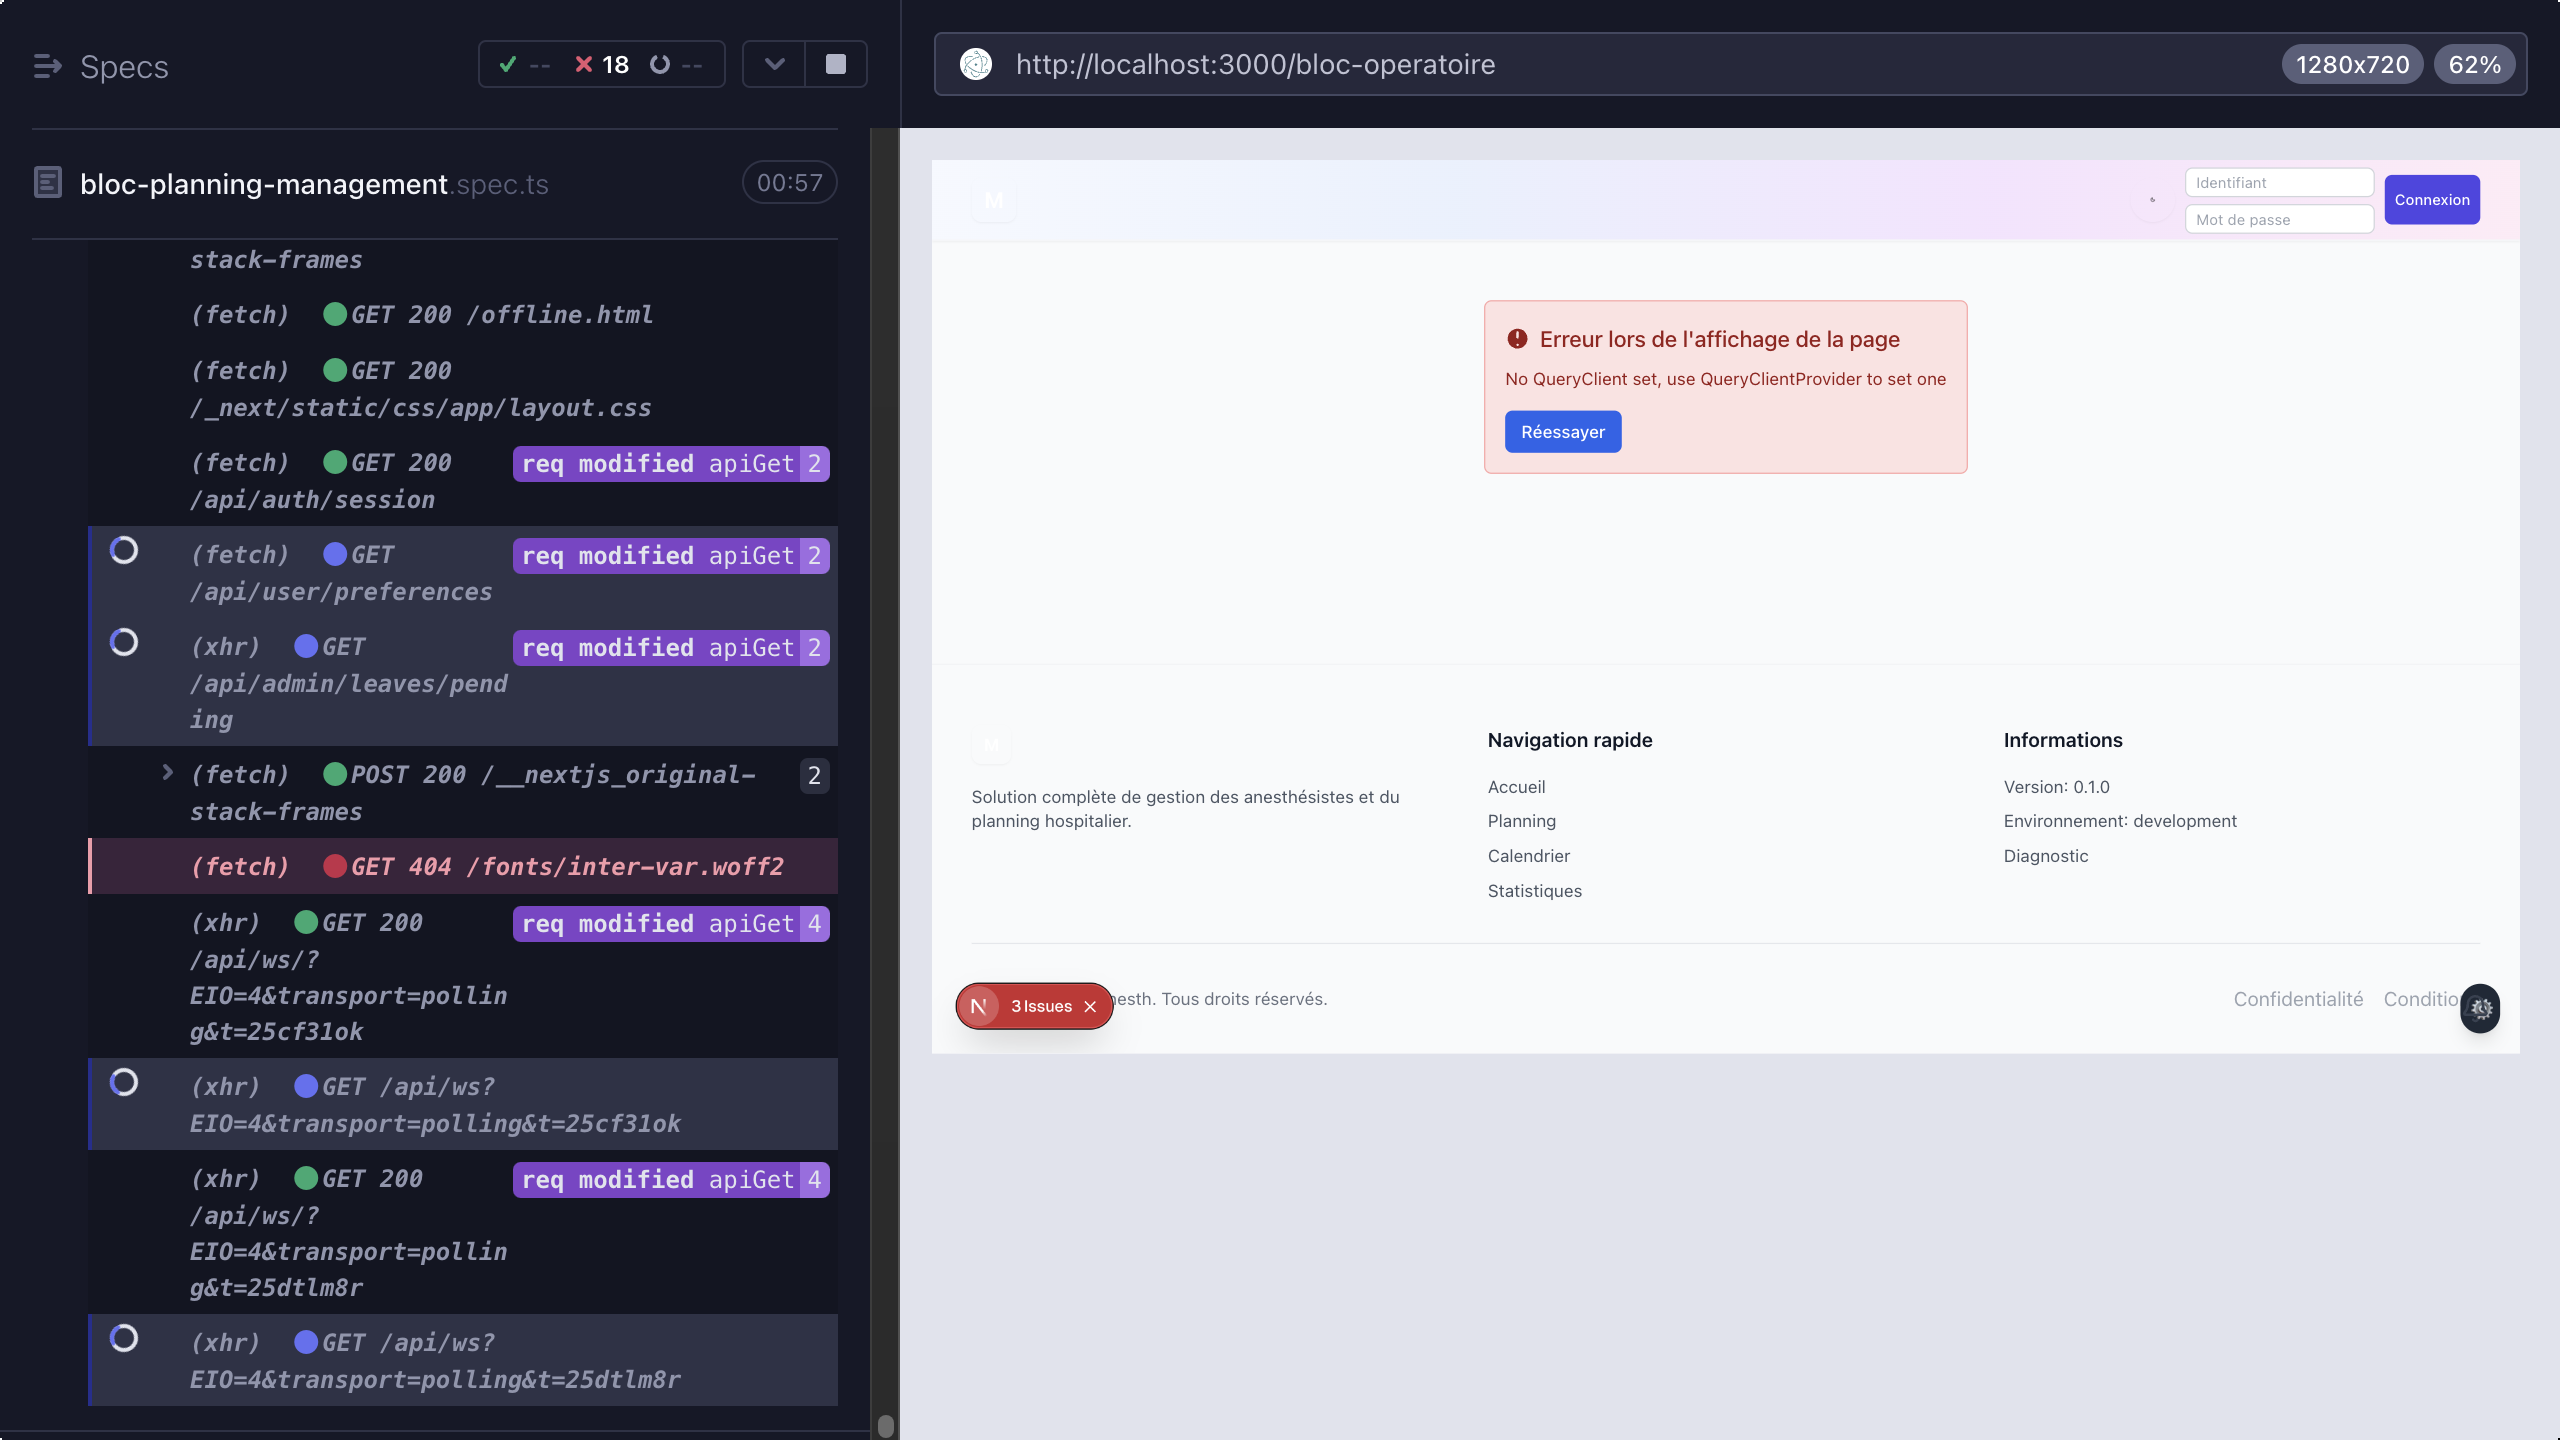 Specs
-- 18 --
bloc-planning-management.spec.ts 00:57
stack-frames
(fetch) GET 200 /offline.html
(fetch) GET 200
/_next/static/css/app/layout.css
(fetch) GET 200 req modified apiGet 2
/api/auth/session
(fetch) GET req modified apiGet 2
/api/user/preferences
(xhr) GET req modified apiGet 2
/api/admin/leaves/pend
ing
(fetch) POST 200 /__nextjs_original- 2
stack-frames
(fetch) GET 404 /fonts/inter-var.woff2
(xhr) GET 200 req modified apiGet 4
/api/ws/?
EIO=4&transport=pollin
g&t=25cf31ok
(xhr) GET /api/ws?
EIO=4&transport=polling&t=25cf31ok
(xhr) GET 200 req modified apiGet 4
/api/ws/?
EIO=4&transport=pollin
g&t=25dtlm8r
(xhr) GET /api/ws?
EIO=4&transport=polling&t=25dtlm8r
http://localhost:3000/bloc-operatoire 1280x720 62%
M
Identifiant
Mot de passe
Connexion
Erreur lors de l'affichage de la page
No QueryClient set, use QueryClientProvider to set one
Réessayer
M
Solution complète de gestion des anesthésistes et du
planning hospitalier.
Navigation rapide
Accueil
Planning
Calendrier
Statistiques
Informations
Version: 0.1.0
Environnement: development
Diagnostic
N 3 Issues
nesth. Tous droits réservés.
Confidentialité Conditio